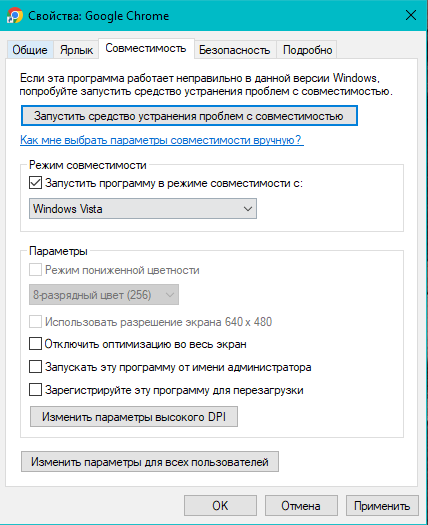 Свойства: Google Chrome
Общие Ярлык Совместимость Безопасность Подробно
Если эта программа работает неправильно в данной версии Windows,
попробуйте запустить средство устранения проблем с совместимостью.
Запустить средство устранения проблем с совместимостью
Как мне выбрать параметры совместимости вручную?
Режим совместимости
Запустить программу в режиме совместимости с:
Windows Vista
Параметры
Режим пониженной цветности
8-разрядный цвет (256)
Использовать разрешение экрана 640 x 480
Отключить оптимизацию во весь экран
Запускать эту программу от имени администратора
Зарегистрируйте эту программу для перезагрузки
Изменить параметры высокого DPI
Изменить параметры для всех пользователей
OK Отмена Применить